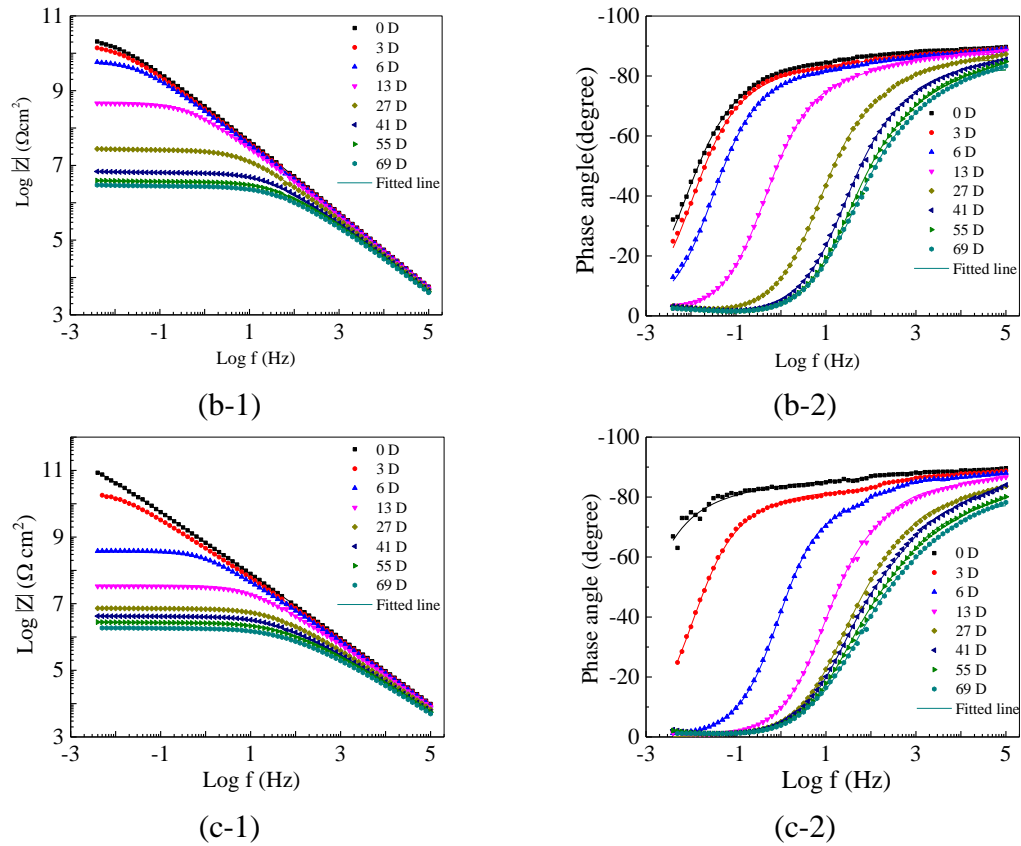 11
9
7
5
3
-3
-1
1
3
5
Log |Z| (Ωcm²)
Log f (Hz)
0 D
3 D
6 D
13 D
27 D
41 D
55 D
69 D
Fitted line
(b-1)
-100
-80
-60
-40
-20
0
-3
-1
1
3
5
Phase angle(degree)
Log f (Hz)
0 D
3 D
6 D
13 D
27 D
41 D
55 D
69 D
Fitted line
(b-2)
11
9
7
5
3
-3
-1
1
3
5
Log |Z| (Ω cm²)
Log f (Hz)
0 D
3 D
6 D
13 D
27 D
41 D
55 D
69 D
Fitted line
(c-1)
-100
-80
-60
-40
-20
0
-3
-1
1
3
5
Phase angle (degree)
Log f (Hz)
0 D
3 D
6 D
13 D
27 D
41 D
55 D
69 D
Fitted line
(c-2)